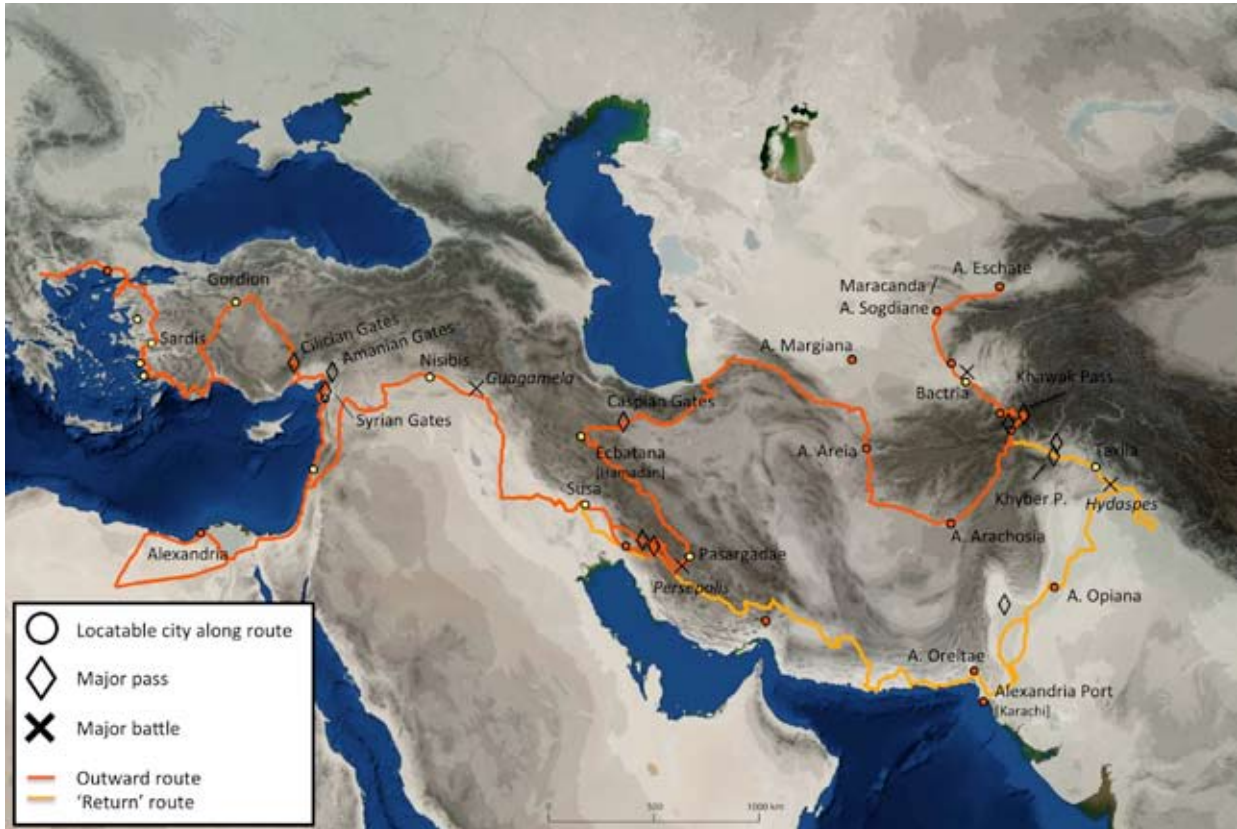 Gordion
Sardis
Cilician Gates
Amanian Gates
Nisibis
Guagamela
Syrian Gates
Alexandria
Caspian Gates
Ecbatana
[Hamadan]
Susa
Pasargadae
Persepolis
A. Margiana
A. Areia
Maracanda /
A. Sogdiane
A. Eschate
Bactria
Khawak Pass
Khyber P.
Taxila
Hydaspes
A. Arachosia
A. Opiana
A. Oreitae
Alexandria Port
[Karachi]
Locatable city along route
Major pass
Major battle
Outward route
‘Return’ route
0 500 1000 km